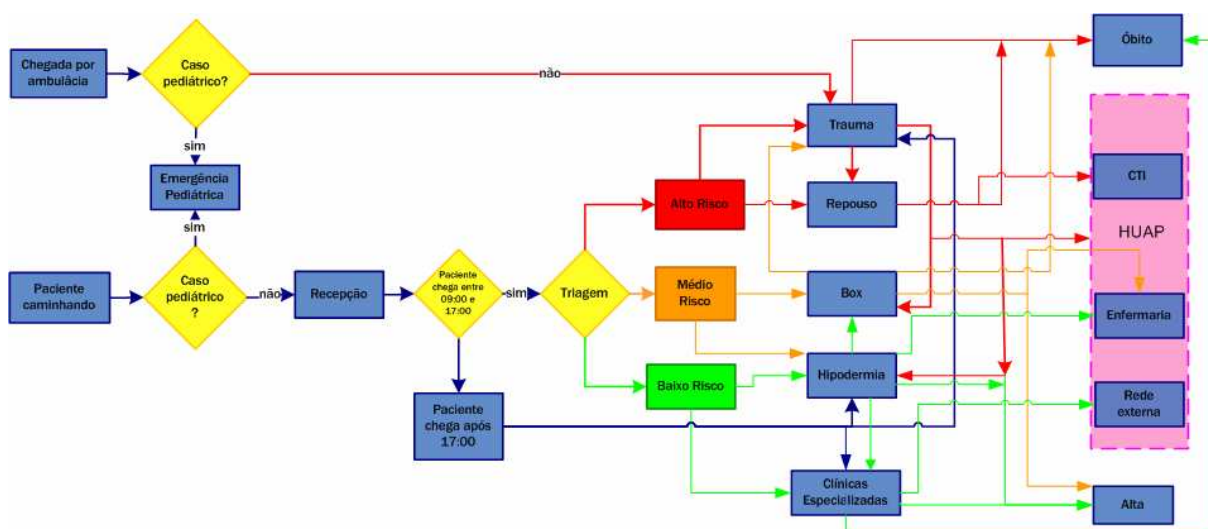 Chegada por
ambulácia
Caso
pediátrico?
não
sim
Emergência
Pediátrica
sim
Paciente
caminhando
Caso
pediátrico
?
não
Recepção
Paciente
chega entre
09:00 e
17:00
sim
Triagem
Paciente
chega após
17:00
Alto Risco
Médio
Risco
Baixo Risco
Trauma
Repouso
Box
Hipodermia
Clínicas
Especializadas
Óbito
CTI
HUAP
Enfermaria
Rede
externa
Alta